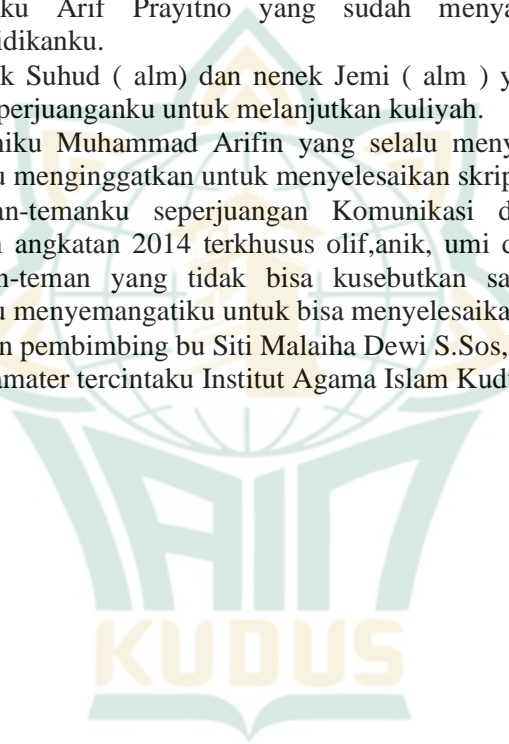 ku Arif Prayitno yang sudah menya
idikanku.
k Suhud ( alm) dan nenek Jemi ( alm ) y
perjuanganku untuk melanjutkan kuliyah.
niku Muhammad Arifin yang selalu meny
u menginggatkan untuk menyelesaikan skrip
an-temanku seperjuangan Komunikasi d
n angkatan 2014 terkhusus olif,anik, umi d
n-teman yang tidak bisa kusebutkan sa
u menyemangatiku untuk bisa menyelesaika
n pembimbing bu Siti Malaiha Dewi S.Sos,
amater tercintaku Institut Agama Islam Kud
IAIN
KUDUS